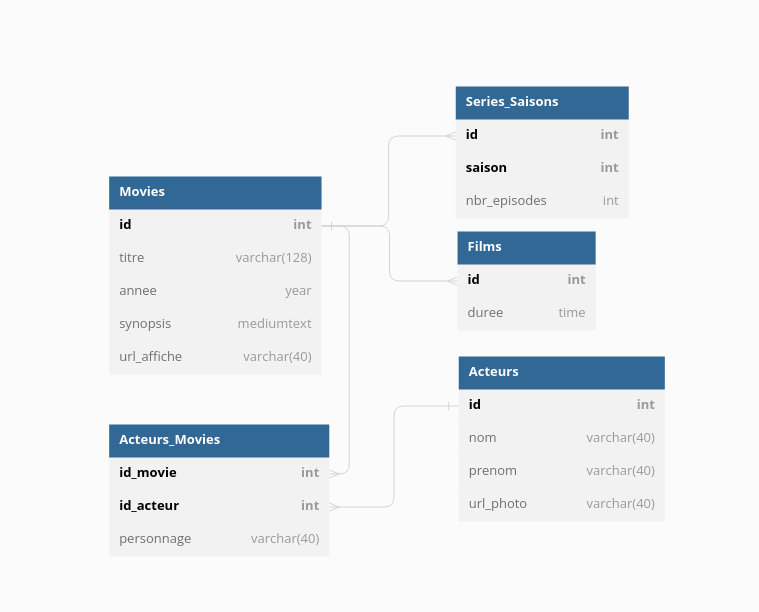 Series_Saisons
id int
saison int
nbr_episodes int
Movies
id int
titre varchar(128)
annee year
synopsis mediumtext
url_affiche varchar(40)
Films
id int
duree time
Acteurs
id int
nom varchar(40)
prenom varchar(40)
url_photo varchar(40)
Acteurs_Movies
id_movie int
id_acteur int
personnage varchar(40)